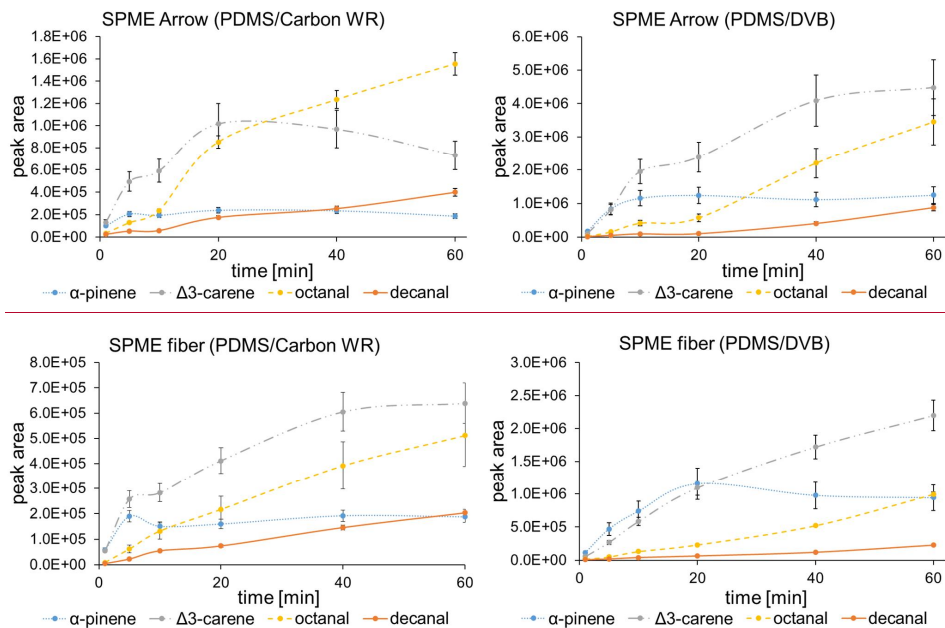 SPME Arrow (PDMS/Carbon WR)
1.8E+06
1.6E+06
1.4E+06
1.2E+06
1.0E+06
8.0E+05
6.0E+05
4.0E+05
2.0E+05
0.0E+00
peak area
0 20 40 60
time [min]
α-pinene Δ3-carene octanal decanal
SPME Arrow (PDMS/DVB)
6.0E+06
5.0E+06
4.0E+06
3.0E+06
2.0E+06
1.0E+06
0.0E+00
peak area
0 20 40 60
time [min]
α-pinene Δ3-carene octanal decanal
SPME fiber (PDMS/Carbon WR)
8.0E+05
7.0E+05
6.0E+05
5.0E+05
4.0E+05
3.0E+05
2.0E+05
1.0E+05
0.0E+00
peak area
0 20 40 60
time [min]
α-pinene Δ3-carene octanal decanal
SPME fiber (PDMS/DVB)
3.0E+06
2.5E+06
2.0E+06
1.5E+06
1.0E+06
5.0E+05
0.0E+00
peak area
0 20 40 60
time [min]
α-pinene Δ3-carene octanal decanal